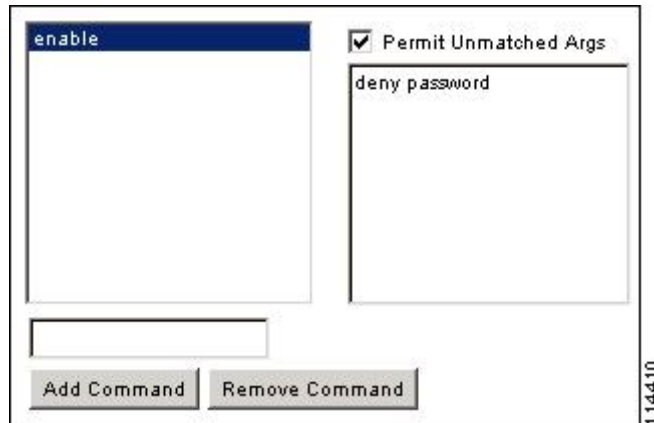 enable
Permit Unmatched Args
deny password
Add Command
Remove Command
114410